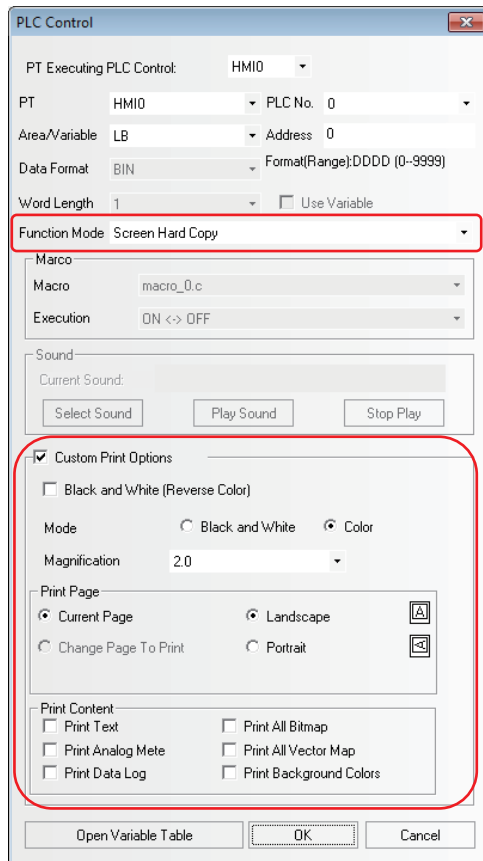 PLC Control
PT Executing PLC Control: HMI0
PT HMI0 PLC No. 0
Area/Variable LB Address 0
Data Format BIN Format(Range):DDDD (0--9999)
Word Length 1 Use Variable
Function Mode Screen Hard Copy
Marco
Macro macro_0.c
Execution ON <-> OFF
Sound
Current Sound:
Select Sound Play Sound Stop Play
Custom Print Options
Black and White (Reverse Color)
Mode Black and White Color
Magnification 2.0
Print Page
Current Page Landscape A
Change Page To Print Portrait A
Print Content
Print Text Print All Bitmap
Print Analog Mete Print All Vector Map
Print Data Log Print Background Colors
Open Variable Table OK Cancel